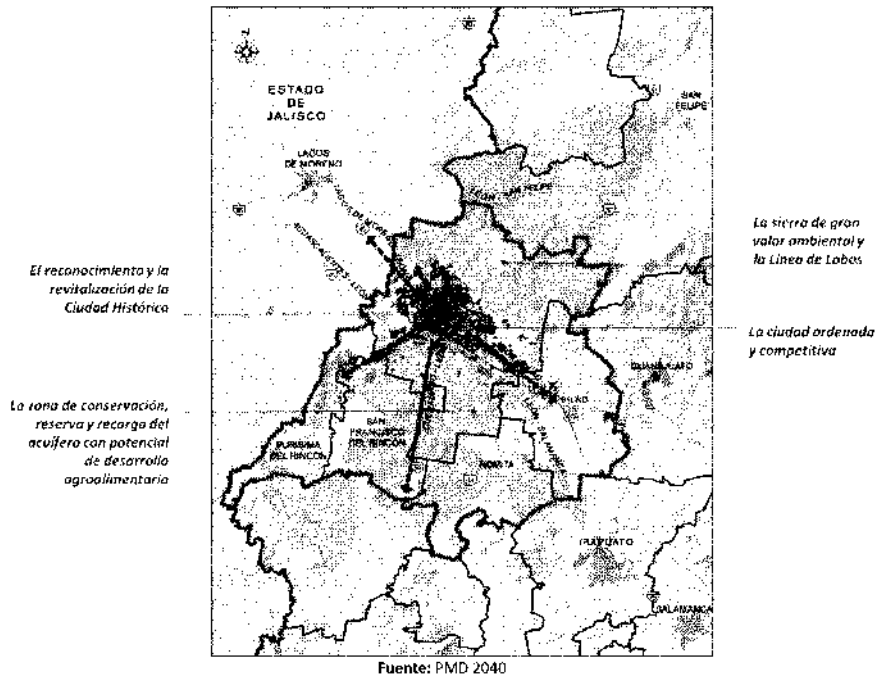 ESTADO
DE
JALISCO
LAGOS
DE MORENO
SAN
FELIPE
La sierra de gran
valor ambiental y
la Línea de Lobos
El reconocimiento y la
revitalización de la
Ciudad Histórica
La ciudad ordenada
y competitiva
La zona de conservación,
reserva y recarga del
acuífero con potencial
de desarrollo
agroalimentario
GUANAJUATO
SILAO
SAN
FRANCISCO
DEL RINCÓN
PURÍSIMA
DEL RINCÓN
ROMITA
IRAPUATO
SALAMANCA
Fuente: PMD 2040